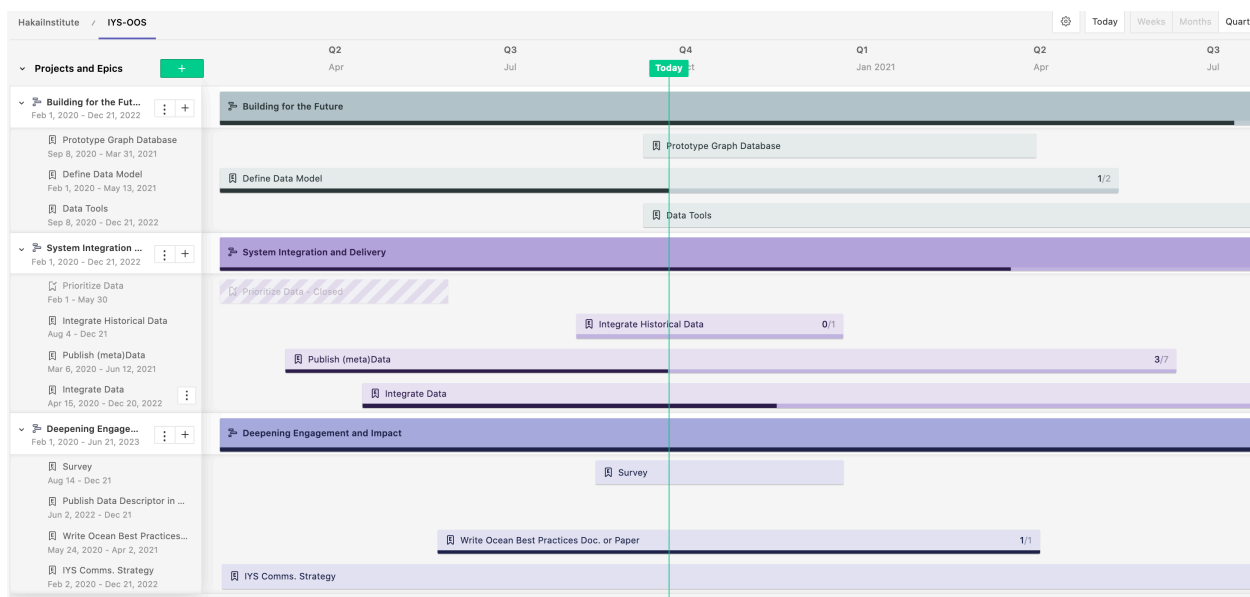 HakaiInstitute / IYS-OOS
Today Weeks Months Quart
Q2 Q3 Q4 Q1 Q2 Q3
Projects and Epics + Apr Jul Today ct Jan 2021 Apr Jul
Building for the Fut...
Feb 1, 2020 - Dec 21, 2022
Building for the Future
Prototype Graph Database
Sep 8, 2020 - Mar 31, 2021
Prototype Graph Database
Define Data Model
Feb 1, 2020 - May 13, 2021
Define Data Model 1/2
Data Tools
Sep 8, 2020 - Dec 21, 2022
Data Tools
System Integration ...
Feb 1, 2020 - Dec 21, 2022
System Integration and Delivery
Prioritize Data
Feb 1 - May 30
Prioritize Data - Closed
Integrate Historical Data
Aug 4 - Dec 21
Integrate Historical Data 0/1
Publish (meta)Data
Mar 6, 2020 - Jun 12, 2021
Publish (meta)Data 3/7
Integrate Data
Apr 15, 2020 - Dec 20, 2022
Integrate Data
Deepening Engage...
Feb 1, 2020 - Jun 21, 2023
Deepening Engagement and Impact
Survey
Aug 14 - Dec 21
Survey
Publish Data Descriptor in ...
Jun 2, 2022 - Dec 21
Write Ocean Best Practices...
May 24, 2020 - Apr 2, 2021
Write Ocean Best Practices Doc. or Paper 1/1
IYS Comms. Strategy
Feb 2, 2020 - Dec 21, 2022
IYS Comms. Strategy